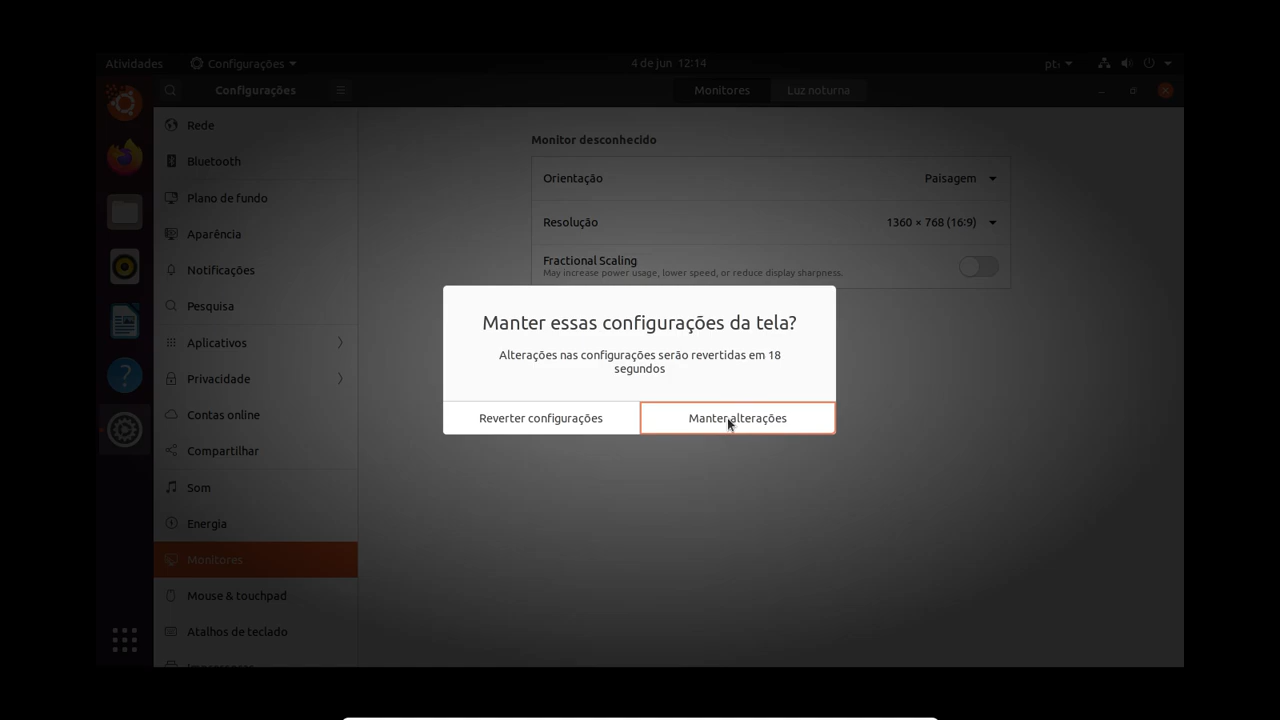 Atividades
Configurações
4 de jun 12:14
pt₁
Configurações
Monitores
Luz noturna
Rede
Bluetooth
Plano de fundo
Aparência
Notificações
Pesquisa
Aplicativos
Privacidade
Contas online
Compartilhar
Som
Energia
Monitores
Mouse & touchpad
Atalhos de teclado
Monitor desconhecido
Orientação
Paisagem
Resolução
1360 × 768 (16:9)
Fractional Scaling
May increase power usage, lower speed, or reduce display sharpness.
Manter essas configurações da tela?
Alterações nas configurações serão revertidas em 18
segundos
Reverter configurações
Manter alterações